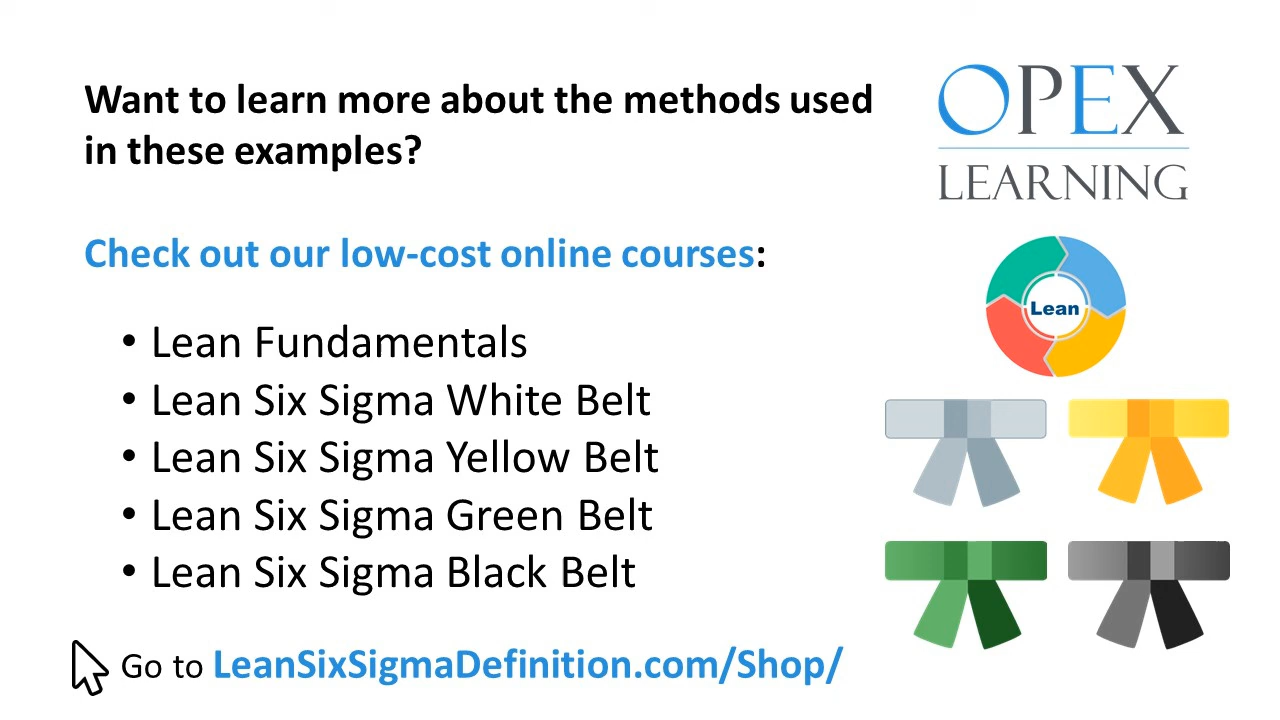 Want to learn more about the methods used
in these examples?
OPEX
LEARNING
Check out our low-cost online courses:
Lean
• Lean Fundamentals
• Lean Six Sigma White Belt
• Lean Six Sigma Yellow Belt
• Lean Six Sigma Green Belt
• Lean Six Sigma Black Belt
Go to LeanSixSigmaDefinition.com/Shop/